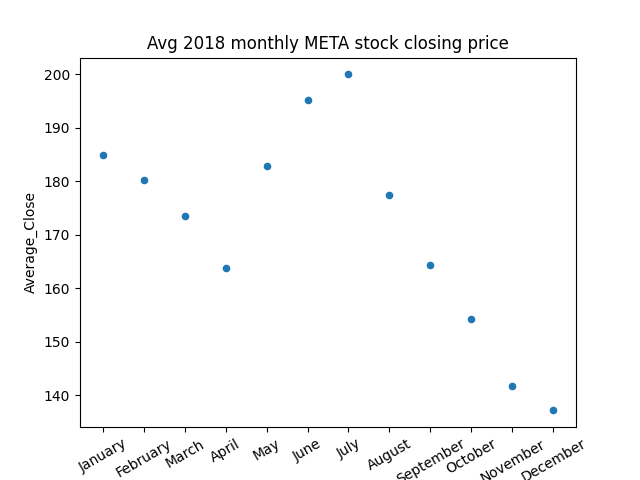 Avg 2018 monthly META stock closing price
Average_Close
200
190
180
170
160
150
140
January
February
March
April
May
June
July
August
September
October
November
December